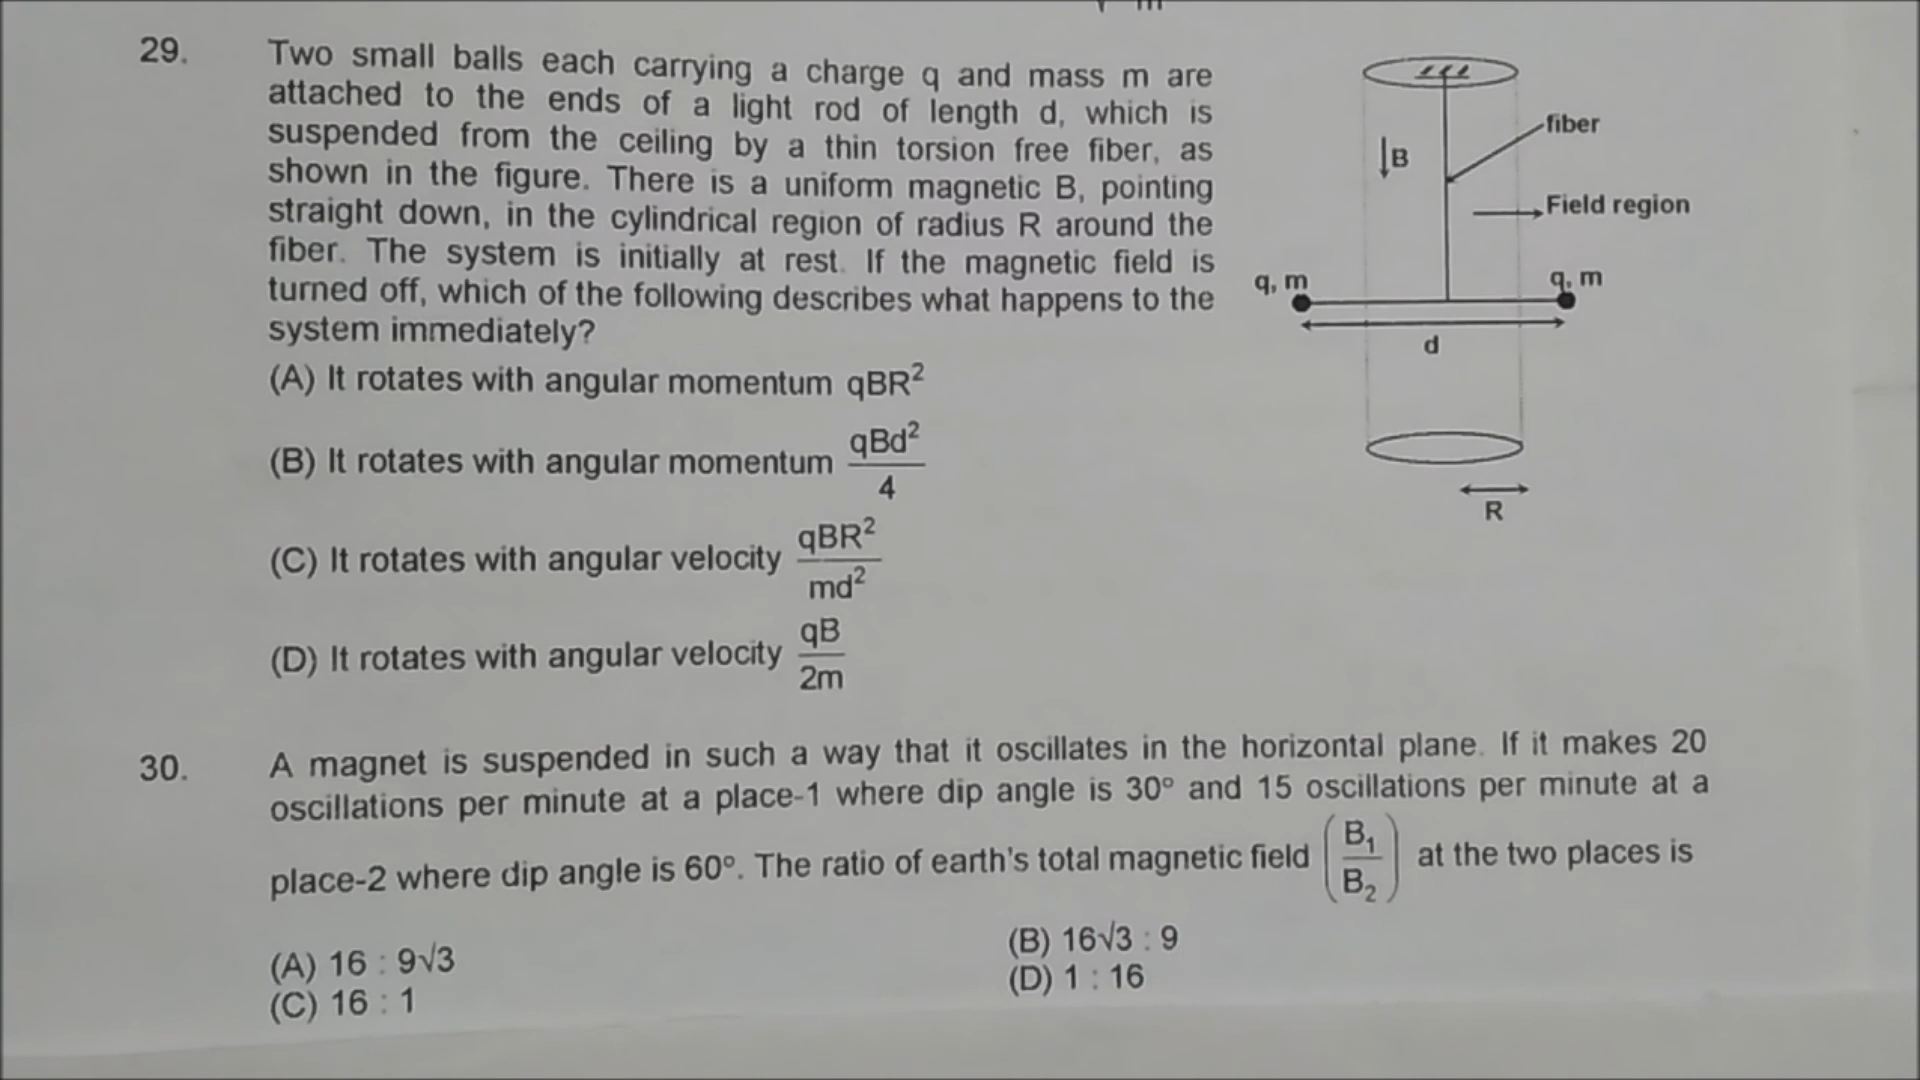 29. Two small balls each carrying a charge q and mass m are
attached to the ends of a light rod of length d, which is
suspended from the ceiling by a thin torsion free fiber, as
shown in the figure. There is a uniform magnetic B, pointing
straight down, in the cylindrical region of radius R around the
fiber. The system is initially at rest. If the magnetic field is
turned off, which of the following describes what happens to the
system immediately?
(A) It rotates with angular momentum qBR²
(B) It rotates with angular momentum qBd²/4
(C) It rotates with angular velocity qBR²/md²
(D) It rotates with angular velocity qB/2m
fiber
B
Field region
q, m
q, m
d
R
30. A magnet is suspended in such a way that it oscillates in the horizontal plane. If it makes 20
oscillations per minute at a place-1 where dip angle is 30° and 15 oscillations per minute at a
place-2 where dip angle is 60°. The ratio of earth's total magnetic field (B₁/B₂) at the two places is
(A) 16 : 9√3
(B) 16√3 : 9
(C) 16 : 1
(D) 1 : 16